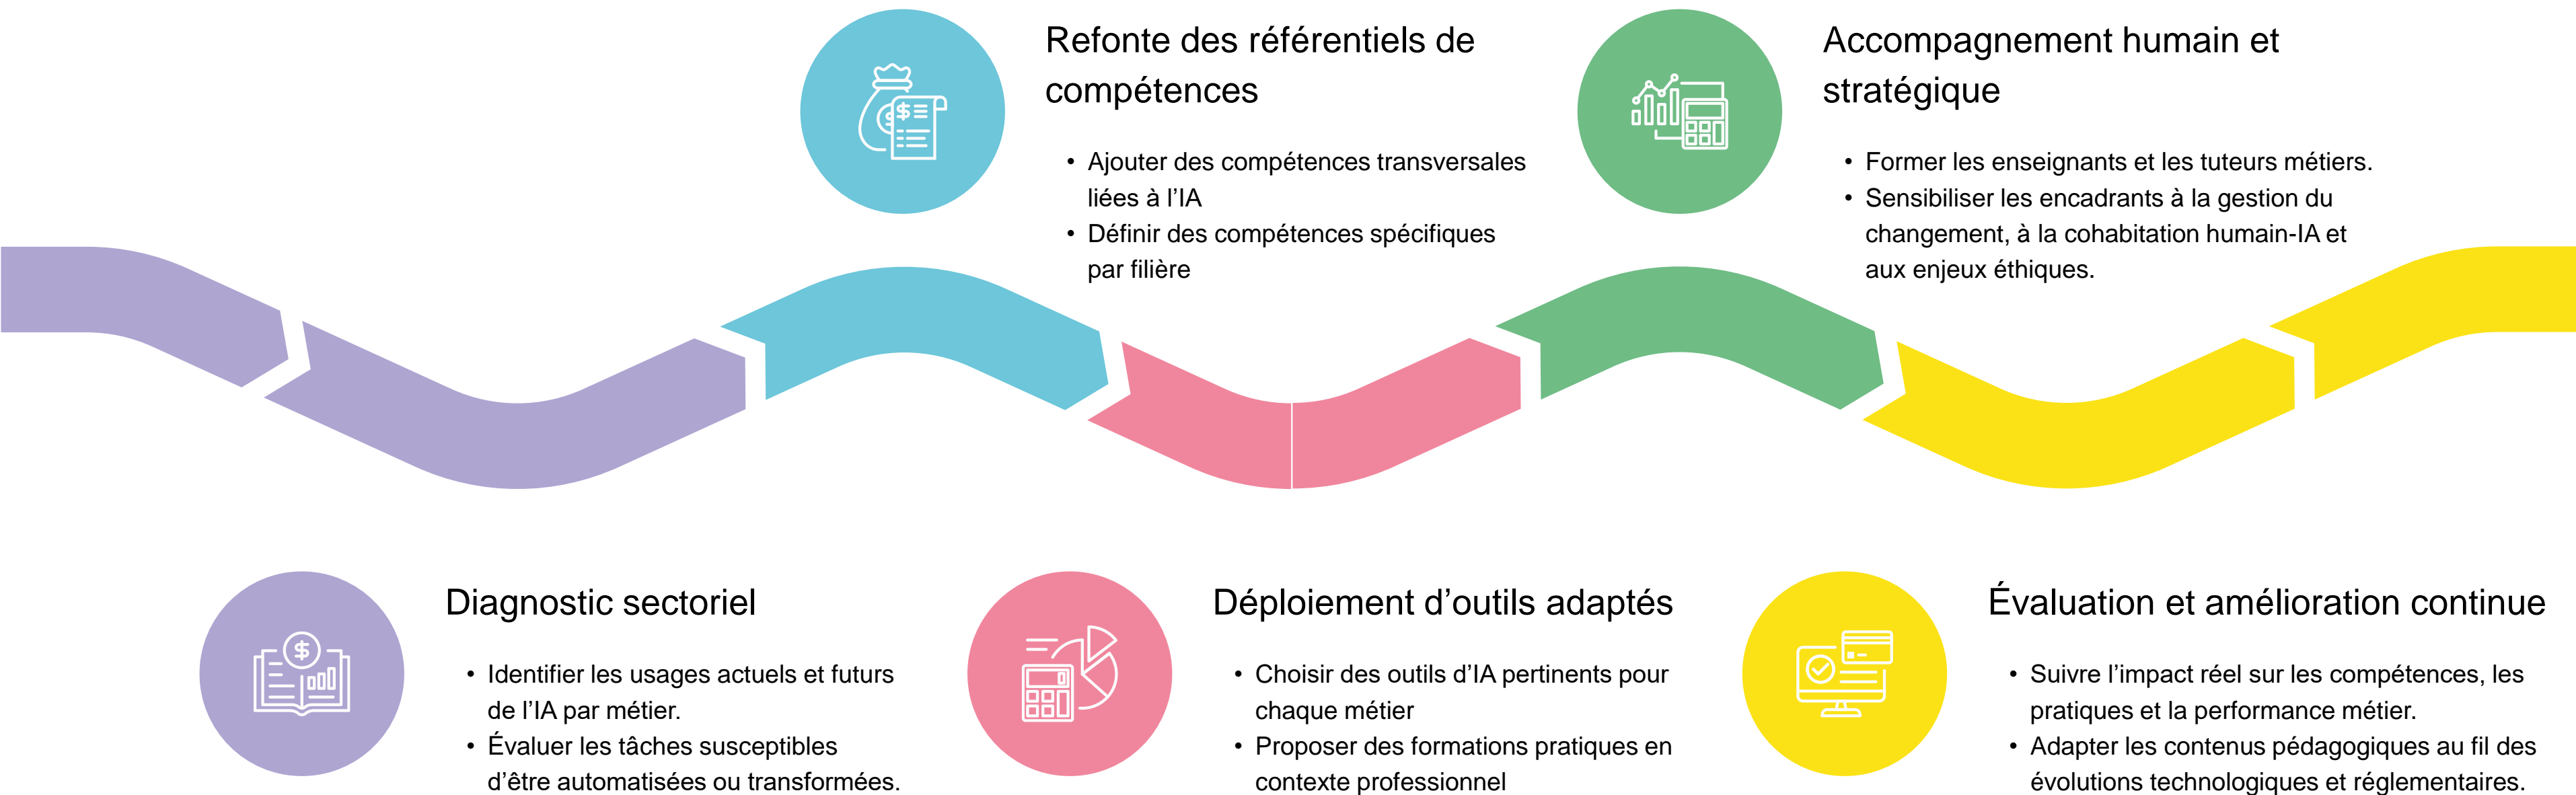 Refonte des référentiels de
compétences
• Ajouter des compétences transversales
liées à l’IA
• Définir des compétences spécifiques
par filière
Accompagnement humain et
stratégique
• Former les enseignants et les tuteurs métiers.
• Sensibiliser les encadrants à la gestion du
changement, à la cohabitation humain-IA et
aux enjeux éthiques.
Diagnostic sectoriel
• Identifier les usages actuels et futurs
de l’IA par métier.
• Évaluer les tâches susceptibles
d’être automatisées ou transformées.
Déploiement d’outils adaptés
• Choisir des outils d’IA pertinents pour
chaque métier
• Proposer des formations pratiques en
contexte professionnel
Évaluation et amélioration continue
• Suivre l’impact réel sur les compétences, les
pratiques et la performance métier.
• Adapter les contenus pédagogiques au fil des
évolutions technologiques et réglementaires.